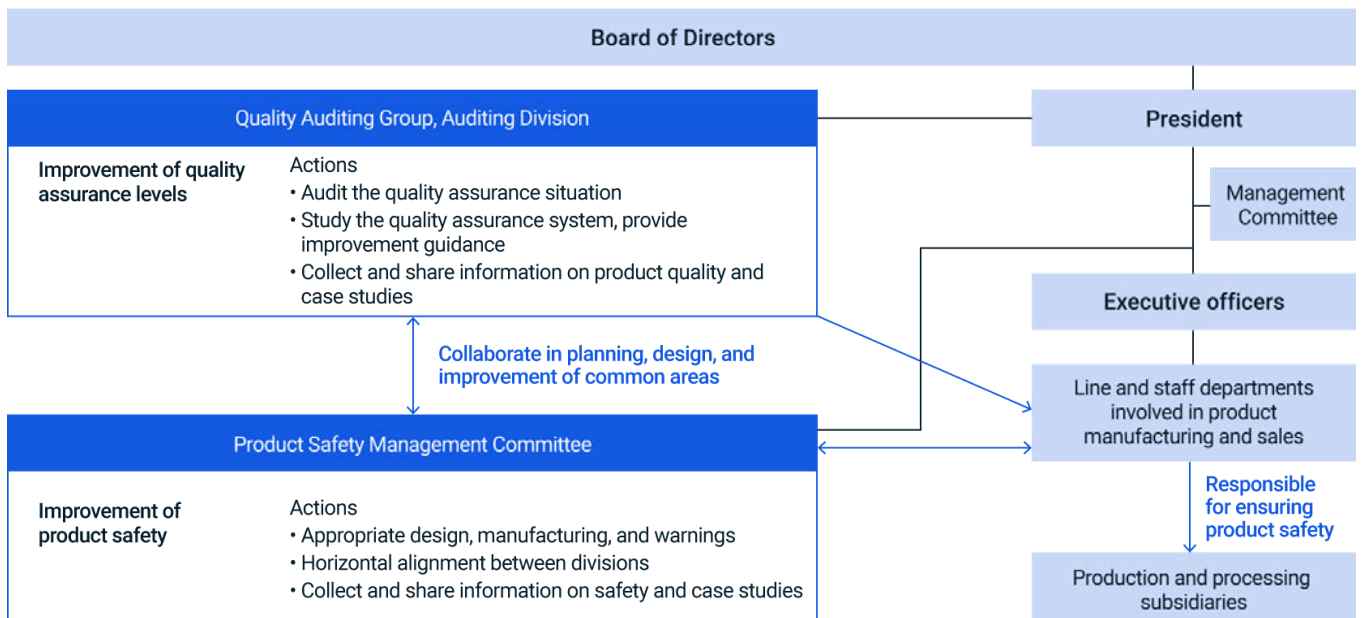 Board of Directors
Quality Auditing Group, Auditing Division
President
Improvement of quality
assurance levels
Actions
• Audit the quality assurance situation
• Study the quality assurance system, provide
improvement guidance
• Collect and share information on product quality and
case studies
Management
Committee
Executive officers
Collaborate in planning, design, and
improvement of common areas
Line and staff departments
involved in product
manufacturing and sales
Product Safety Management Committee
Responsible
for ensuring
product safety
Improvement of
product safety
Actions
• Appropriate design, manufacturing, and warnings
• Horizontal alignment between divisions
• Collect and share information on safety and case studies
Production and processing
subsidiaries